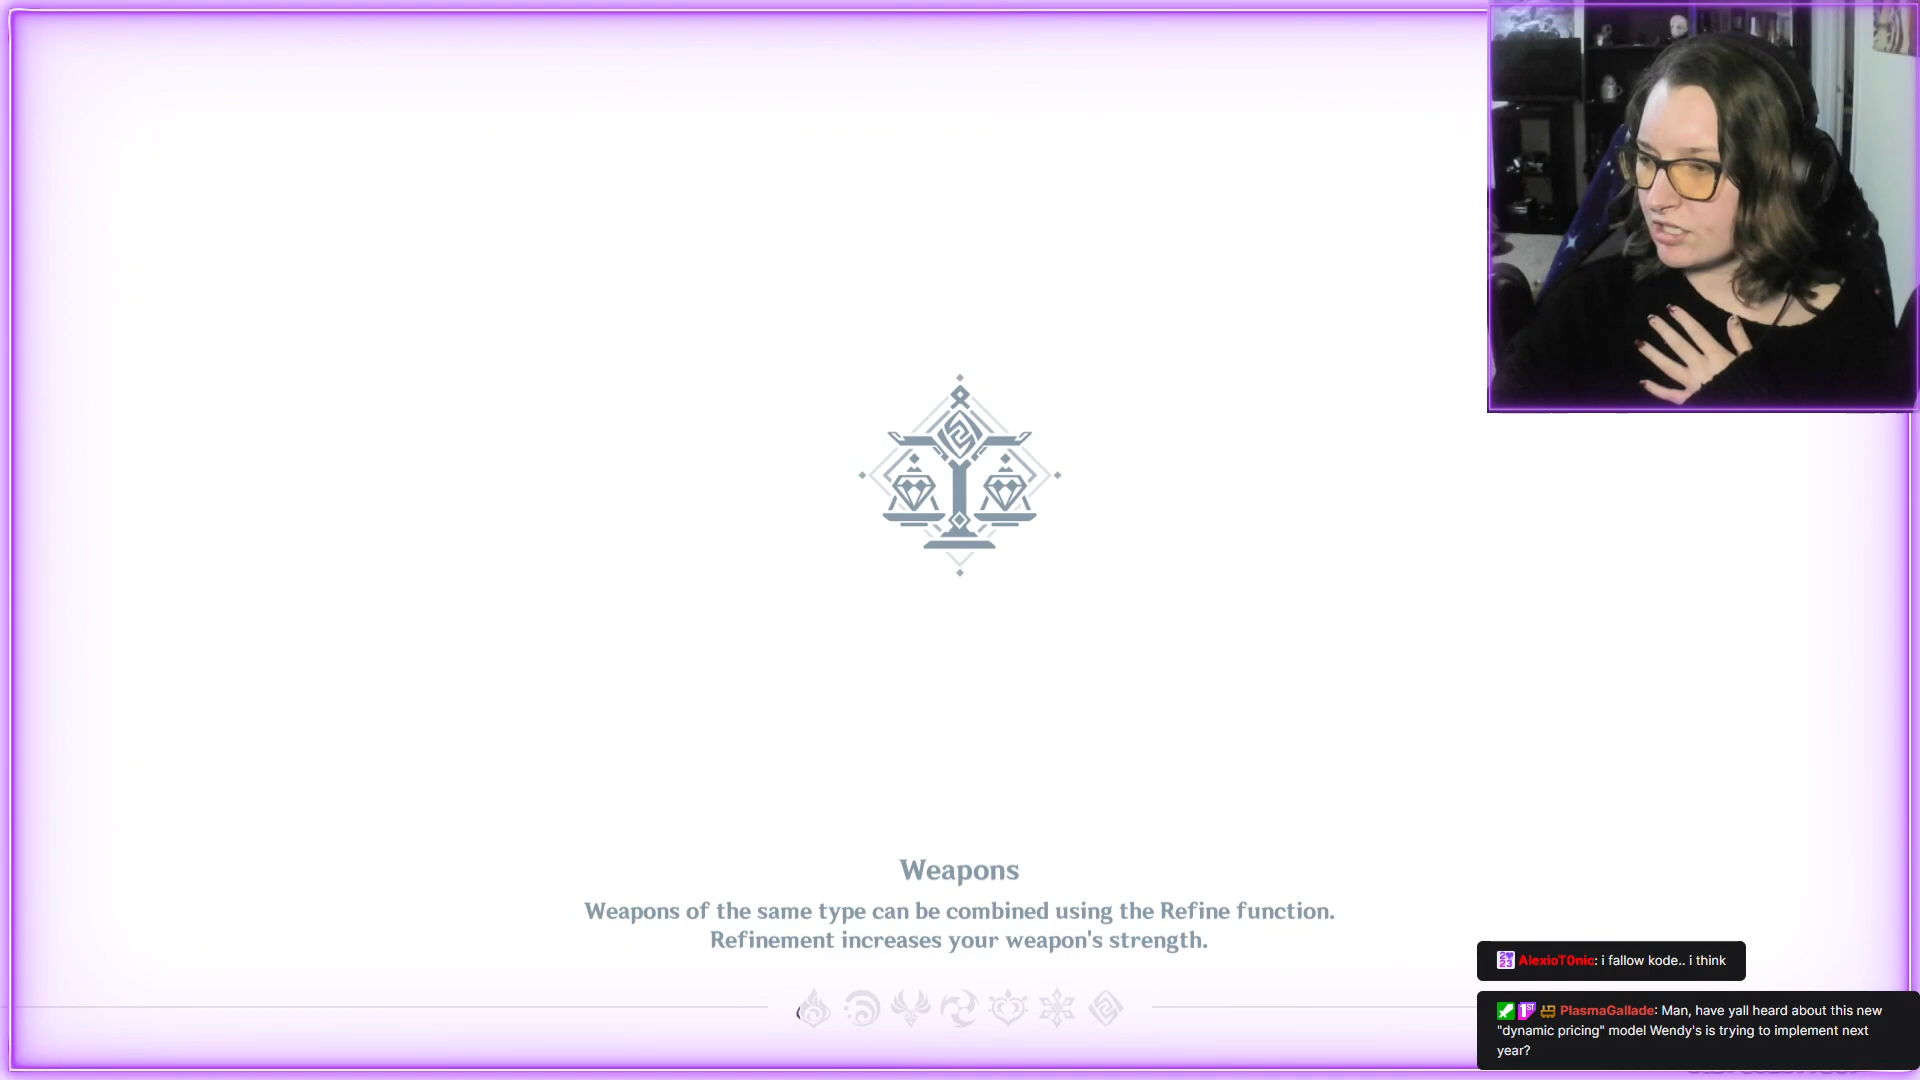 Weapons
Weapons of the same type can be combined using the Refine function.
Refinement increases your weapon's strength.
AlexioT0nic: i fallow kode.. i think
1ST PlasmaGallade: Man, have yall heard about this new
"dynamic pricing" model Wendy's is trying to implement next
year?